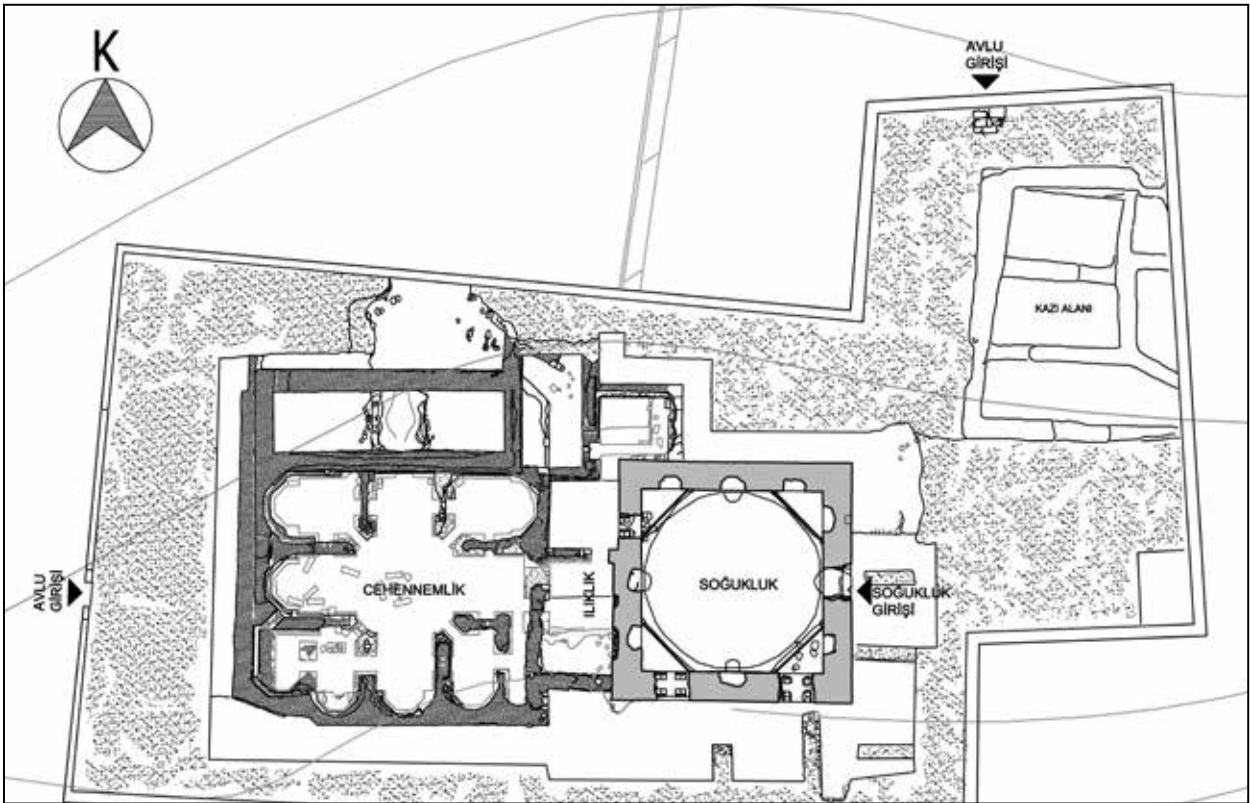 K
AVLU
GİRİŞİ
KAZI ALANI
AVLU
GİRİŞİ
CEHENNEMLİK
ILIKLIK
SOĞUKLUK
SOĞUKLUK
GİRİŞİ